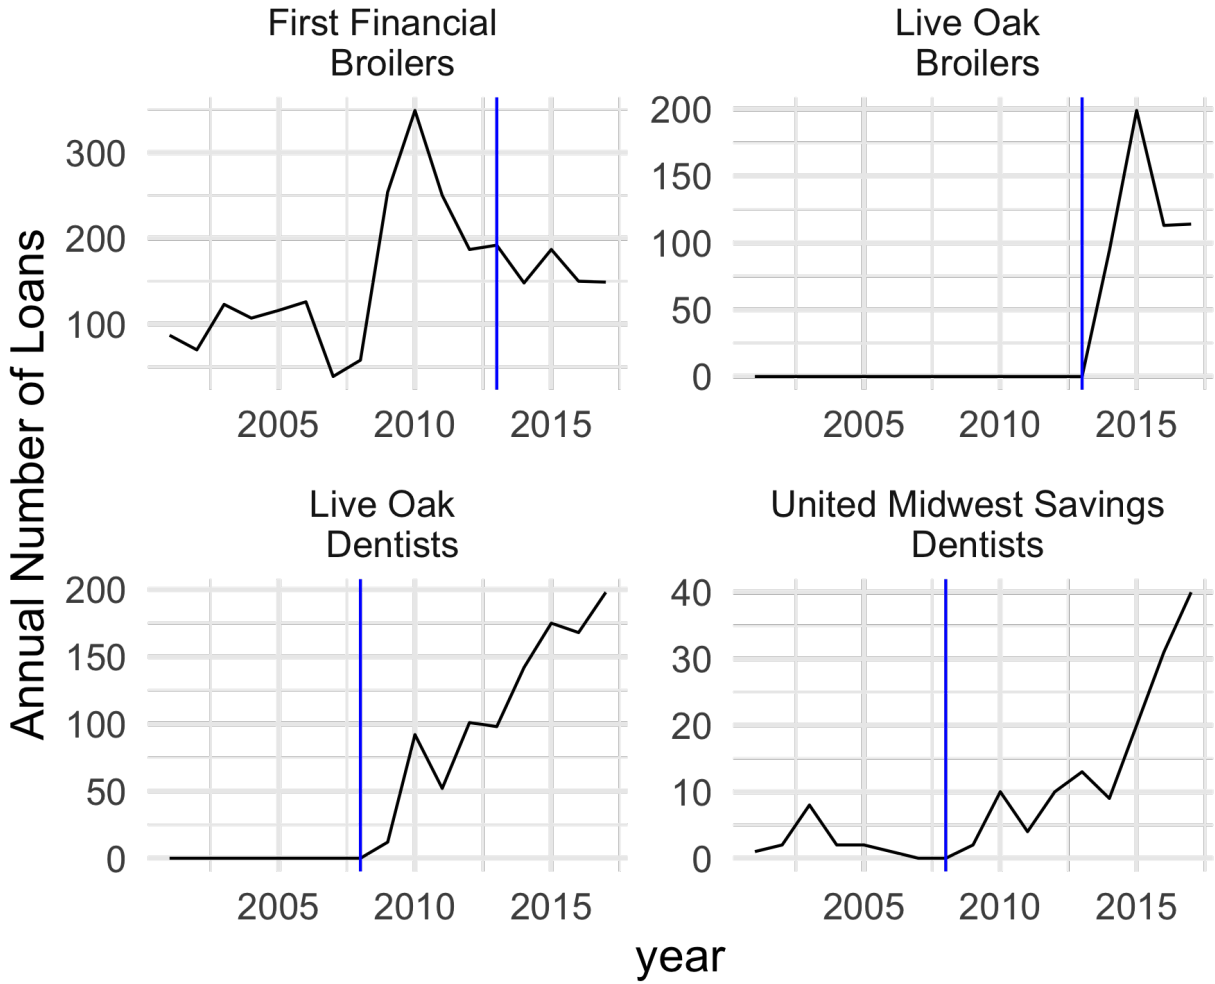 First Financial
Broilers
Live Oak
Broilers
Annual Number of Loans
300
200
100
2005 2010 2015
200
150
100
50
0
2005 2010 2015
Live Oak
Dentists
United Midwest Savings
Dentists
200
150
100
50
0
2005 2010 2015
40
30
20
10
0
2005 2010 2015
year